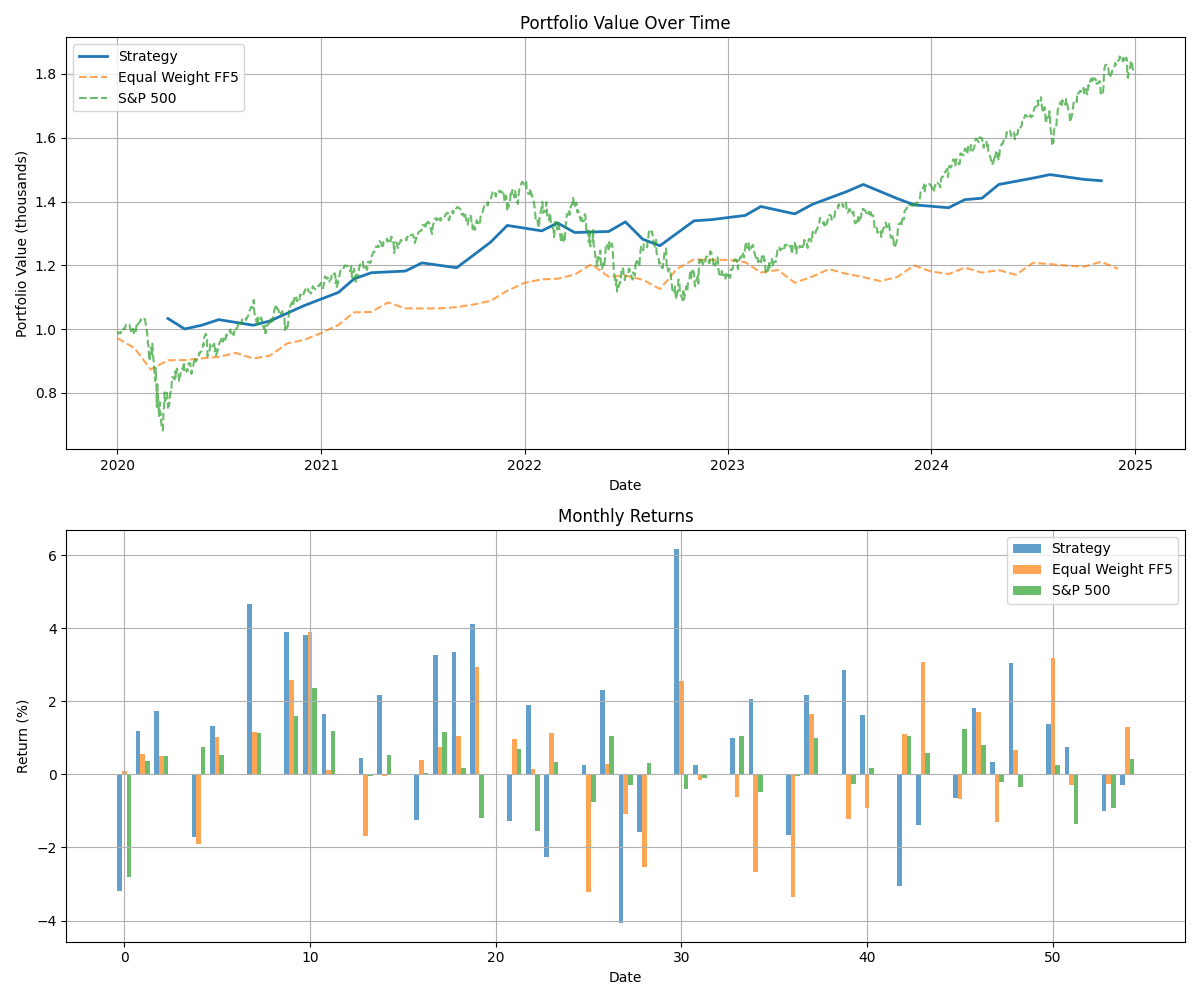 Portfolio Value Over Time
Portfolio Value (thousands)
1.8
1.6
1.4
1.2
1.0
0.8
Strategy
Equal Weight FF5
S&P 500
2020 2021 2022 2023 2024 2025
Date
Monthly Returns
Return (%)
6
4
2
0
−2
−4
Strategy
Equal Weight FF5
S&P 500
0 10 20 30 40 50
Date